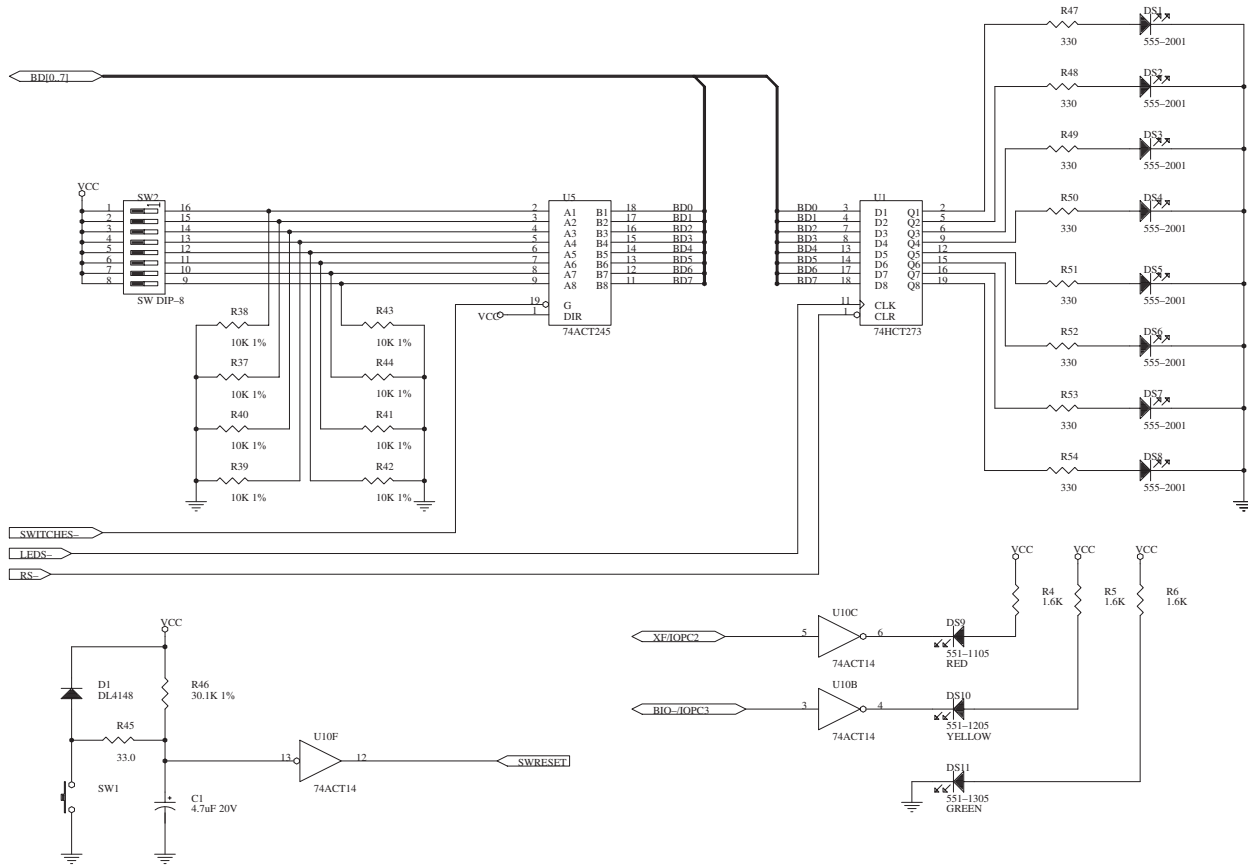 R47 DS1
330 555–2001
BD[0..7]
R48 DS2
330 555–2001
R49 DS3
330 555–2001
VCC SW2 U5 U1 R50 DS4
1 16 2 A1 B1 18 BD0 BD0 3 D1 Q1 2
2 15 3 A2 B2 17 BD1 BD1 4 D2 Q2 5
3 14 4 A3 B3 16 BD2 BD2 7 D3 Q3 6 330 555–2001
4 13 5 A4 B4 15 BD3 BD3 8 D4 Q4 9
5 12 6 A5 B5 14 BD4 BD4 13 D5 Q5 12
6 11 7 A6 B6 13 BD5 BD5 14 D6 Q6 15
7 10 8 A7 B7 12 BD6 BD6 17 D7 Q7 16 R51 DS5
8 9 9 A8 B8 11 BD7 BD7 18 D8 Q8 19
SW DIP–8 19 G 11 CLK 330 555–2001
R38 R43 VCC 1 DIR 1 CLR
10K 1% 10K 1% 74ACT245 74HCT273 R52 DS6
R37 R44 330 555–2001
10K 1% 10K 1%
R40 R41 R53 DS7
10K 1% 10K 1% 330 555–2001
R39 R42 R54 DS8
10K 1% 10K 1% 330 555–2001
SWITCHES–
LEDS–
RS–
VCC VCC VCC
R4 R5 R6
1.6K 1.6K 1.6K
U10C
XF/IOPC2 5 6 DS9
551–1105
RED
74ACT14
VCC
D1 R46
DL4148 30.1K 1%
U10B
BIO–/IOPC3 3 4 DS10
551–1205
YELLOW
74ACT14
R45
33.0
U10F
13 12 SWRESET
74ACT14
SW1
C1
+
4.7uF 20V
DS11
551–1305
GREEN